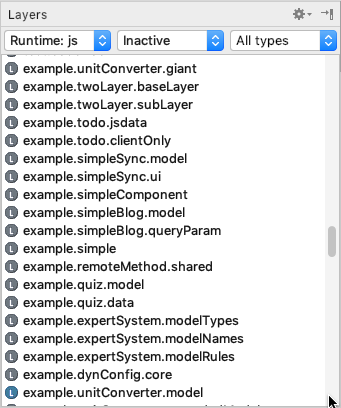 Layers
Runtime: js
Inactive
All types
L example.unitConverter.giant
L example.twoLayer.baseLayer
L example.twoLayer.subLayer
L example.todo.jsdata
L example.todo.clientOnly
L example.simpleSync.model
L example.simpleSync.ui
L example.simpleComponent
L example.simpleBlog.model
L example.simpleBlog.queryParam
L example.simple
L example.remoteMethod.shared
L example.quiz.model
L example.quiz.data
L example.expertSystem.modelTypes
L example.expertSystem.modelNames
L example.expertSystem.modelRules
L example.dynConfig.core
L example.unitConverter.model